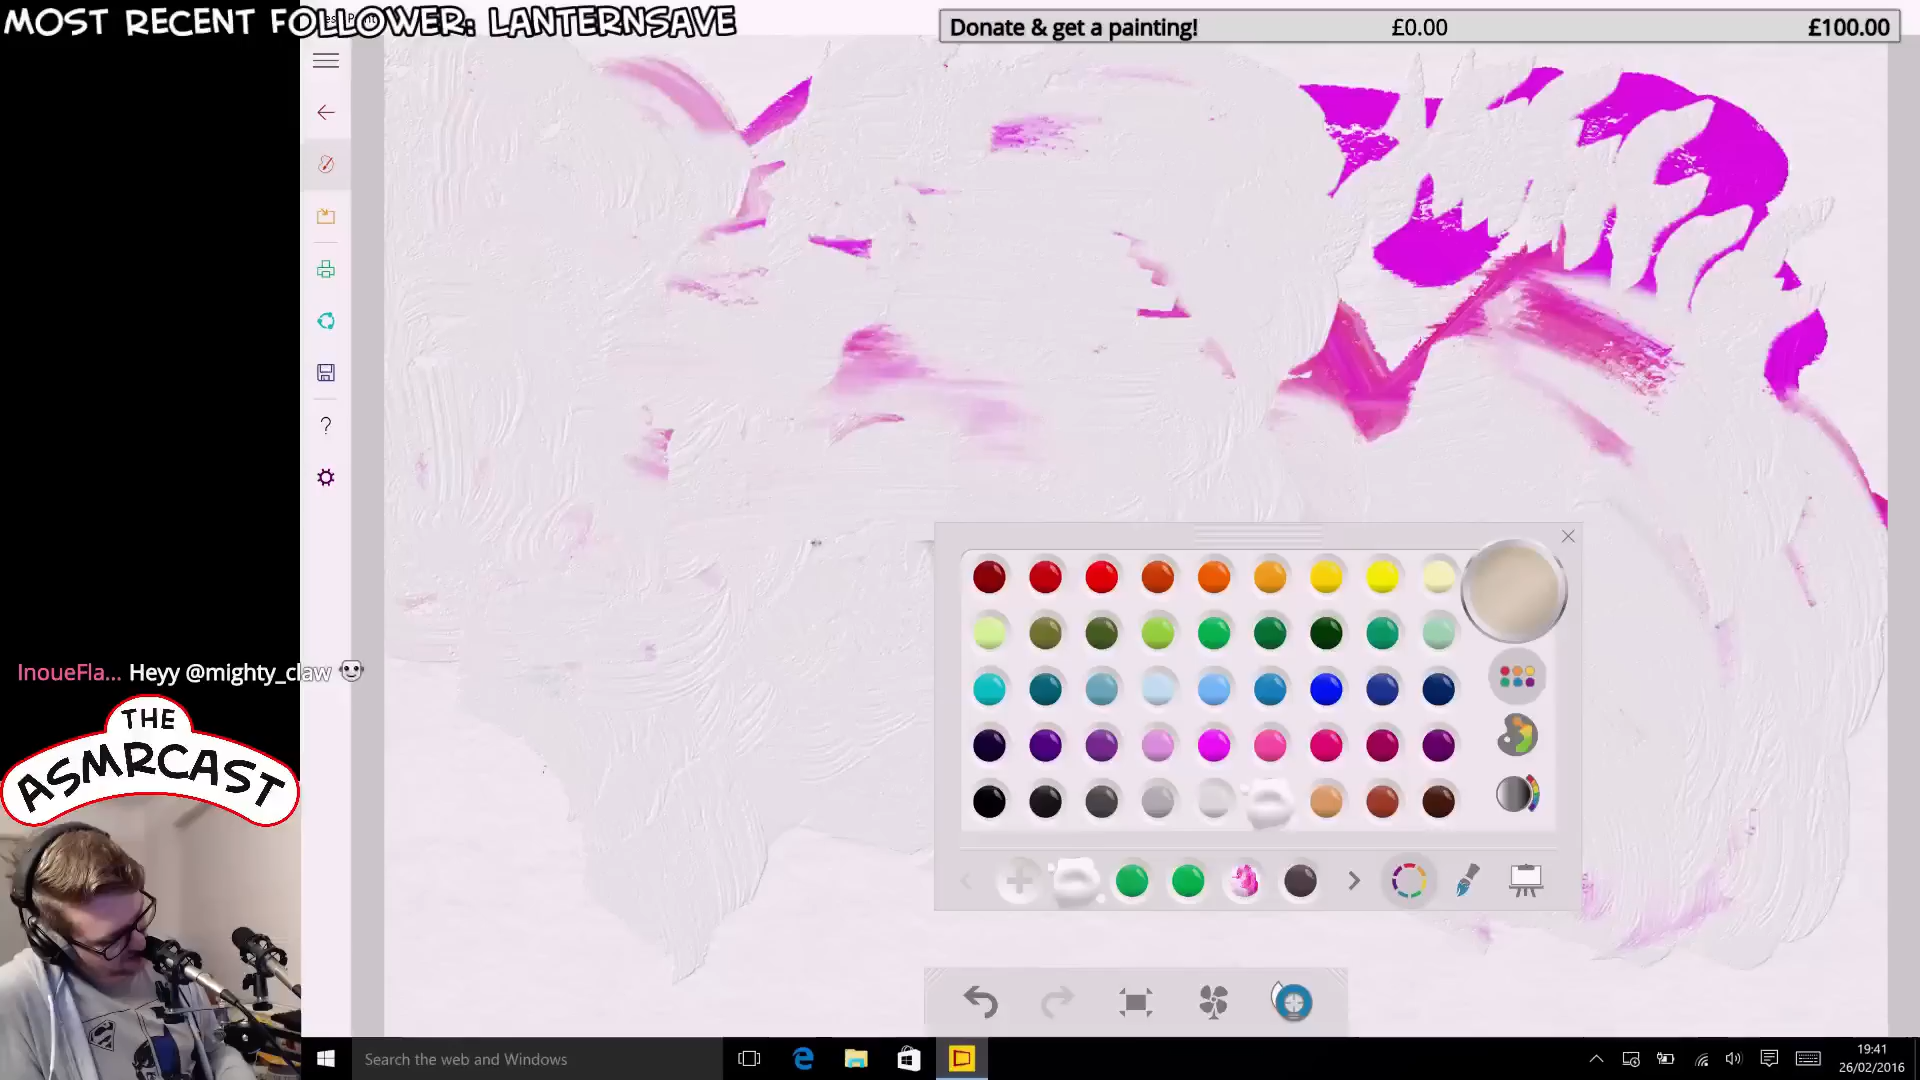 MOST RECENT FOLLOWER: LANTERNSAVE
Donate & get a painting! £0.00 £100.00
InoueFla... Heyy @mighty_claw
THE
ASMRCAST
Search the web and Windows
19:41
26/02/2016